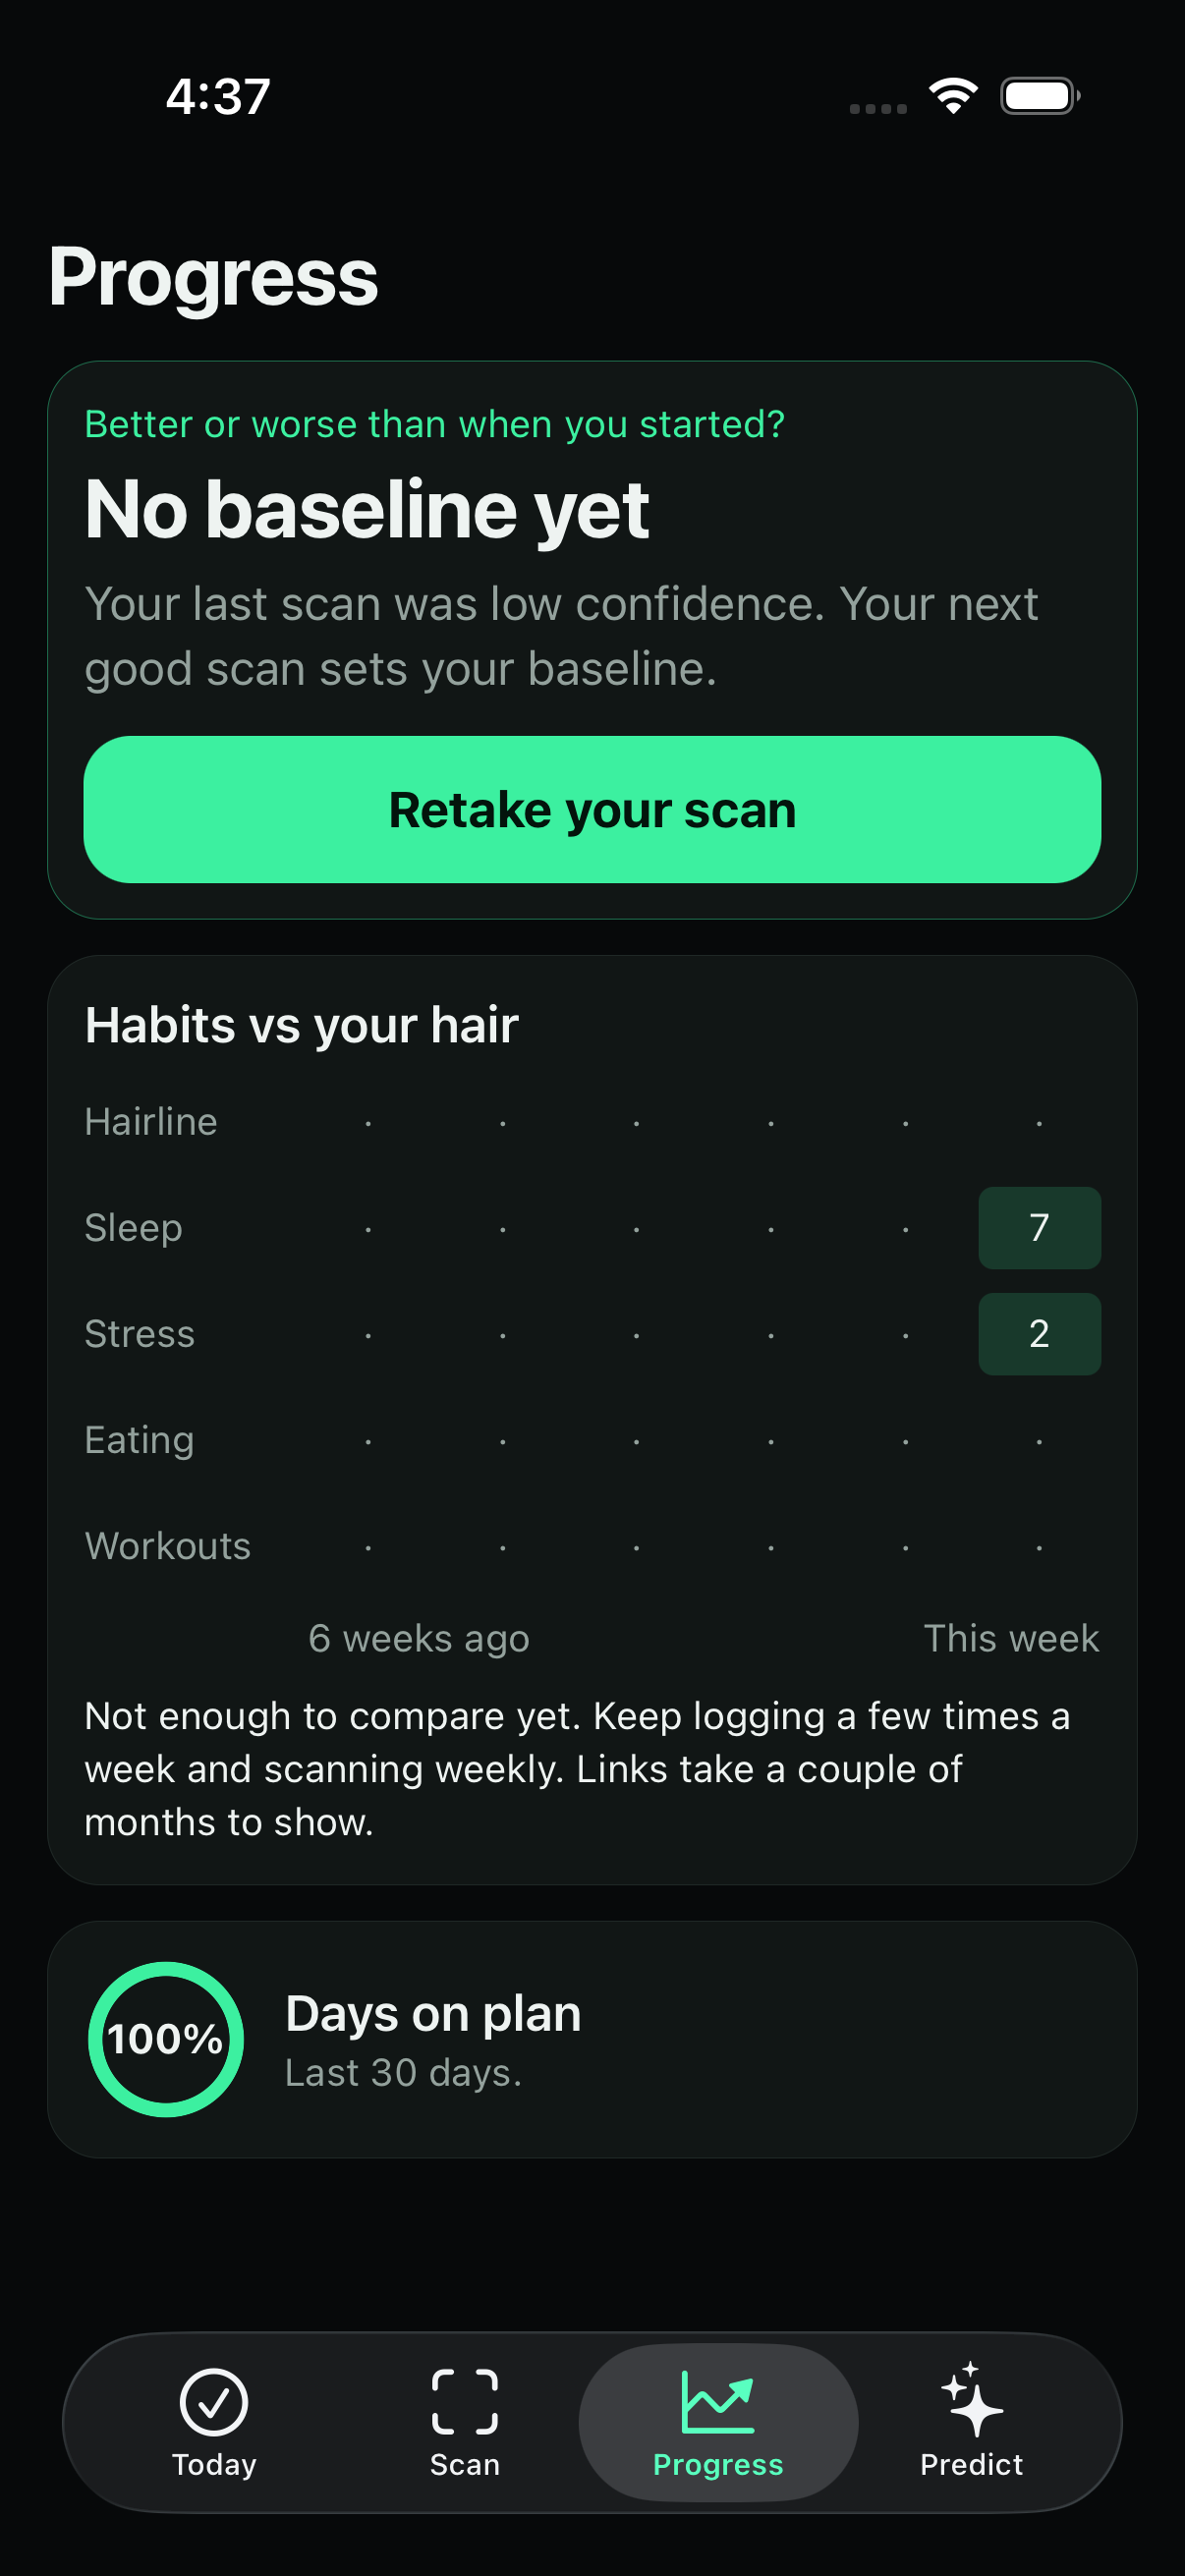 4:37
Progress
Better or worse than when you started?
No baseline yet
Your last scan was low confidence. Your next
good scan sets your baseline.
Retake your scan
Habits vs your hair
Hairline
Sleep 7
Stress 2
Eating
Workouts
6 weeks ago This week
Not enough to compare yet. Keep logging a few times a
week and scanning weekly. Links take a couple of
months to show.
100%
Days on plan
Last 30 days.
Today Scan Progress Predict